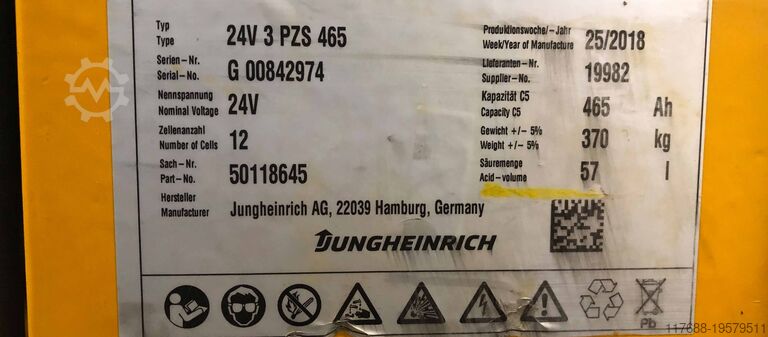 Typ
Type 24V 3 PZS 465
Serien-Nr.
Serial-No. G 00842974
Nennspannung
Nominal Voltage 24V
Zellenanzahl
Number of Cells 12
Sach-Nr.
Part-No. 50118645
Hersteller
Manufacturer Jungheinrich AG, 22039 Hamburg, Germany
Produktionswoche/-Jahr
Week/Year of Manufacture 25/2018
Lieferanten-Nr.
Supplier-No. 19982
Kapazität C5
Capacity C5 465 Ah
Gewicht +/- 5%
Weight +/- 5% 370 kg
Säuremenge
Acid-volume 57 l
JUNGHEINRICH
Pb
117688-19579511